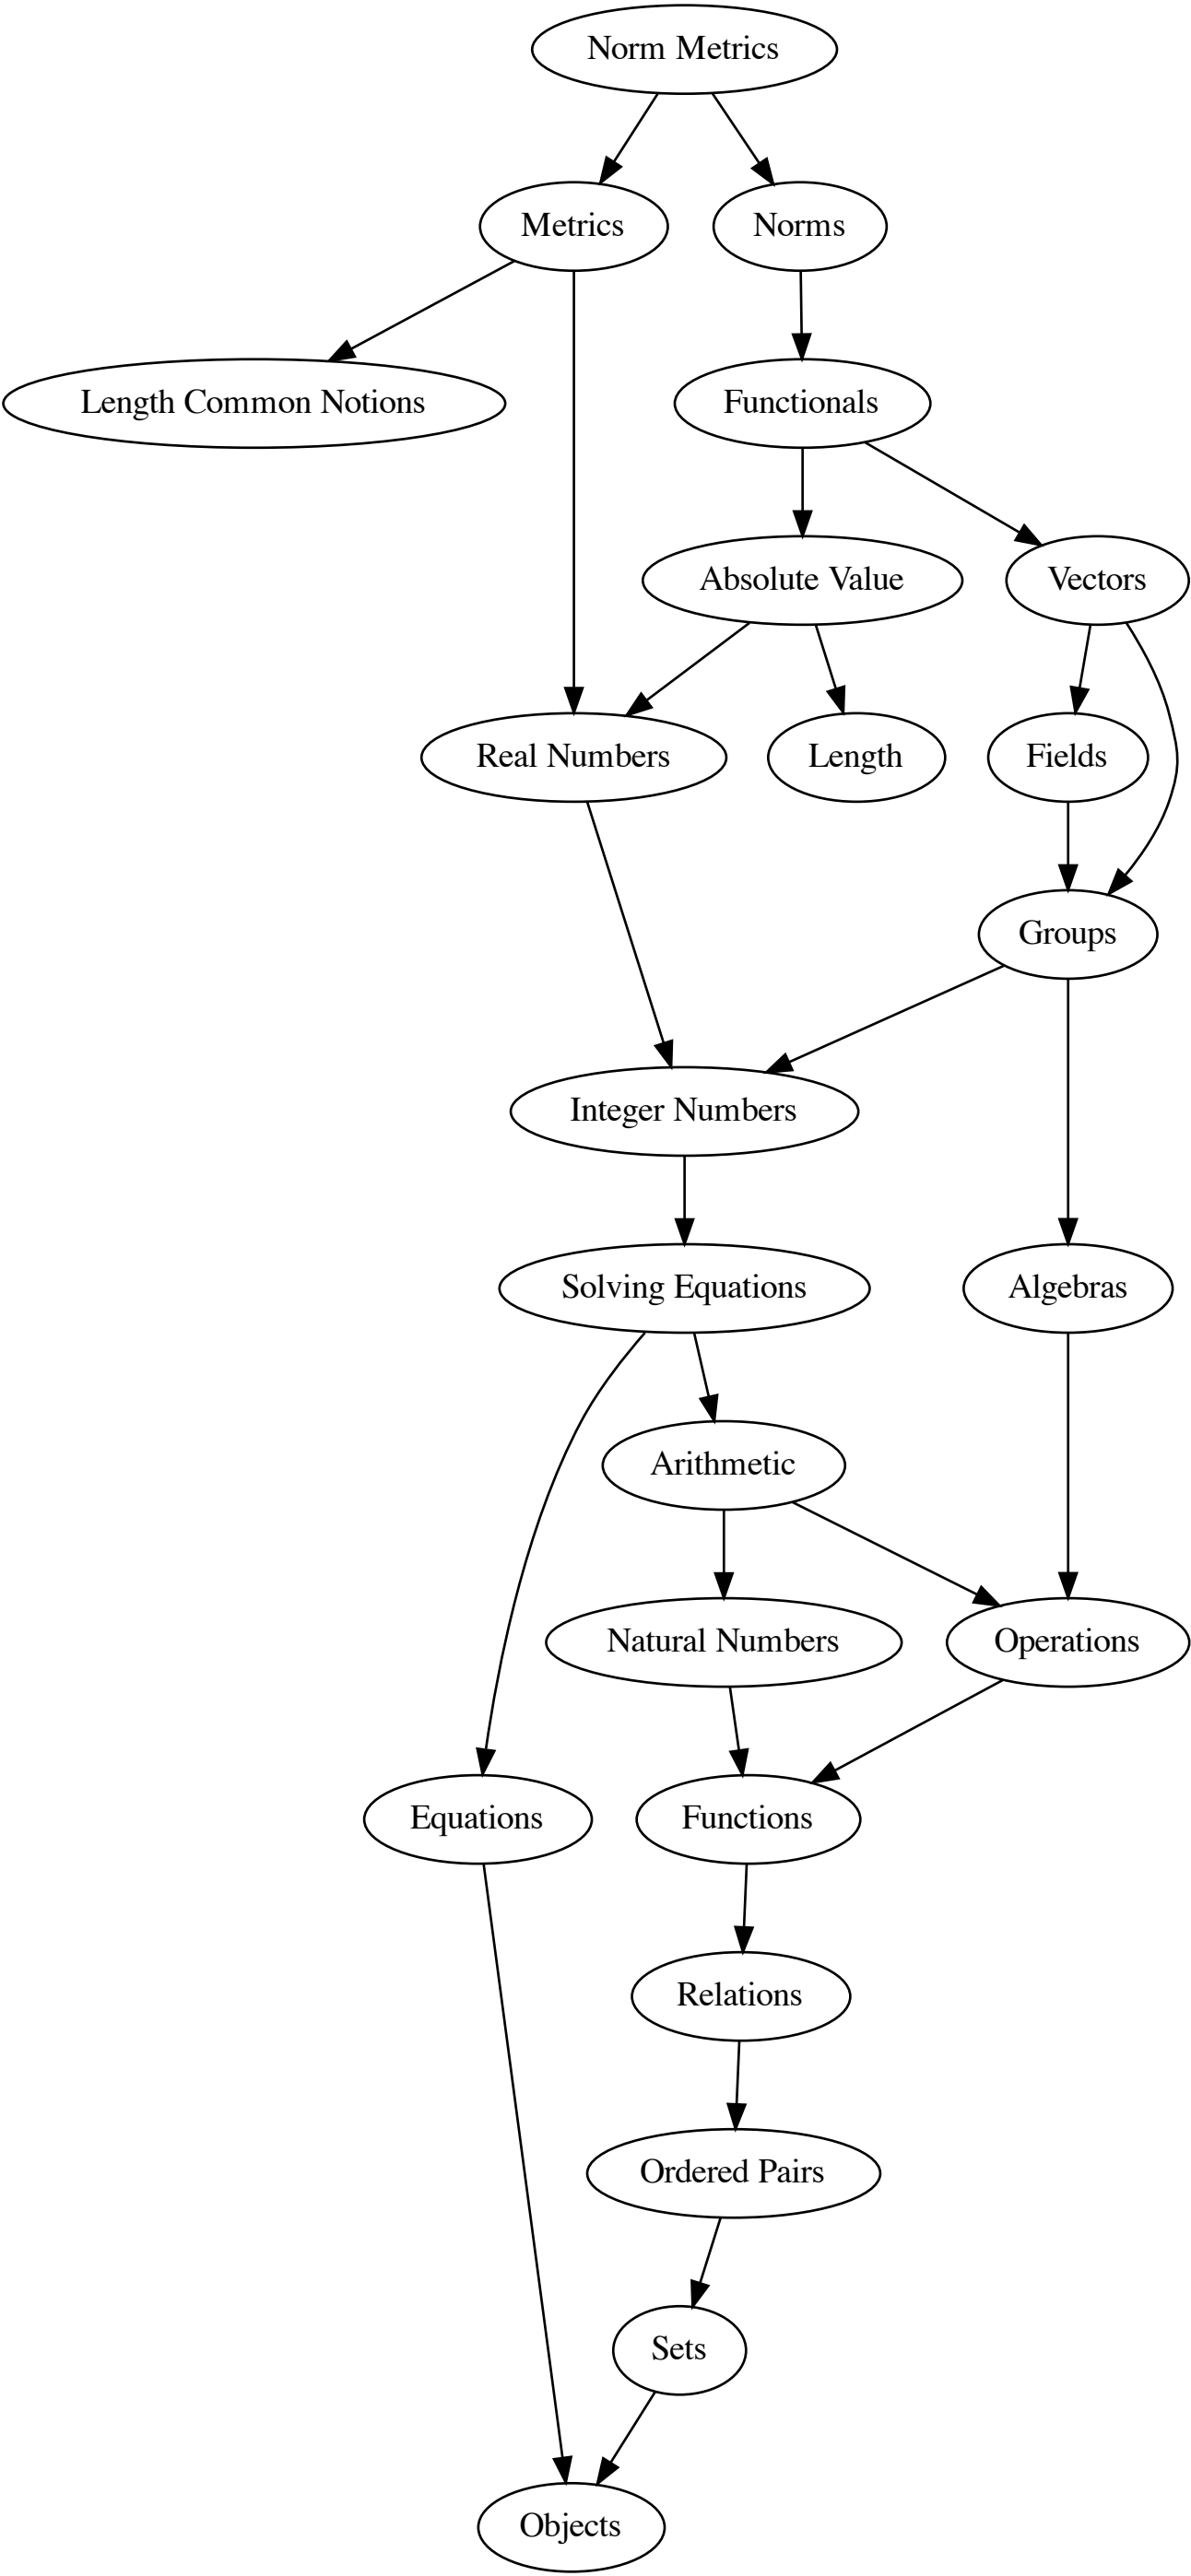 Norm Metrics
Metrics
Norms
Length Common Notions
Functionals
Absolute Value
Vectors
Real Numbers
Length
Fields
Groups
Integer Numbers
Solving Equations
Algebras
Arithmetic
Natural Numbers
Operations
Equations
Functions
Relations
Ordered Pairs
Sets
Objects